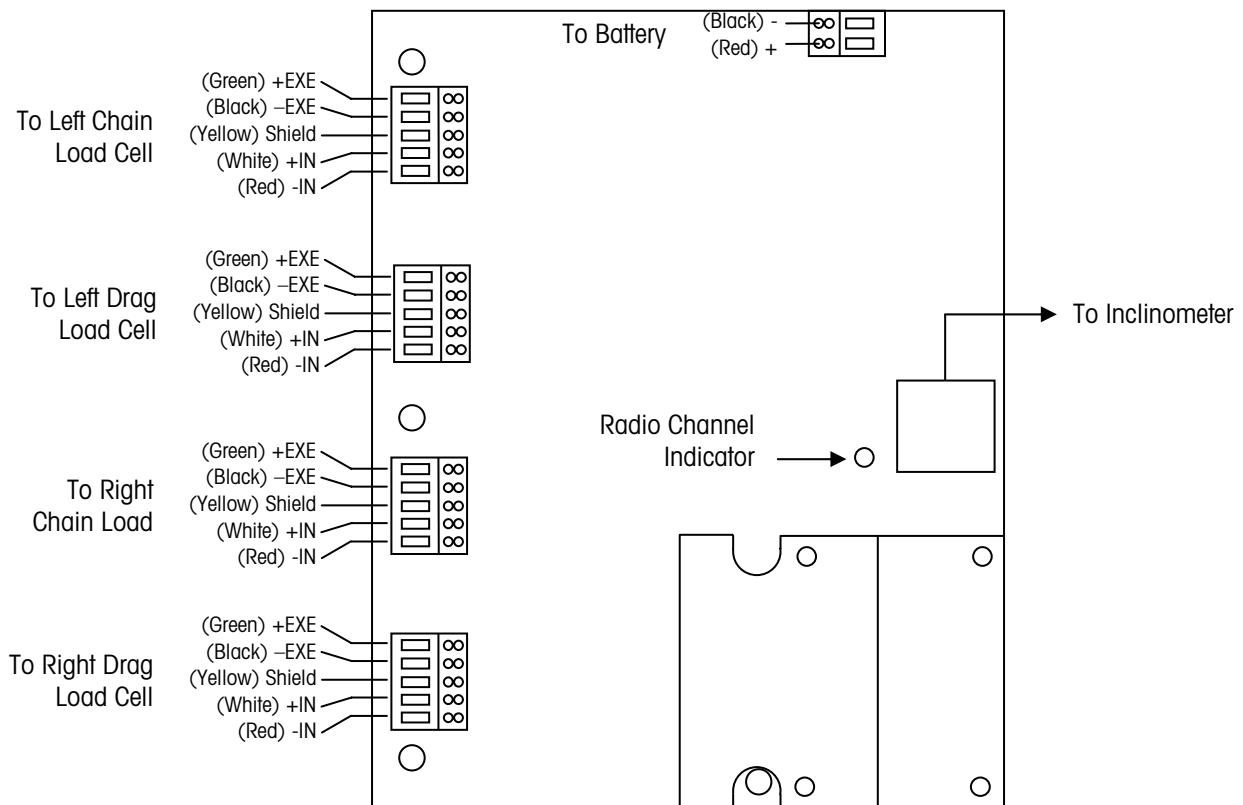 To Battery
(Black) -
(Red) +
To Left Chain
Load Cell
(Green) +EXE
(Black) –EXE
(Yellow) Shield
(White) +IN
(Red) -IN
To Left Drag
Load Cell
(Green) +EXE
(Black) –EXE
(Yellow) Shield
(White) +IN
(Red) -IN
To Inclinometer
Radio Channel
Indicator
To Right
Chain Load
(Green) +EXE
(Black) –EXE
(Yellow) Shield
(White) +IN
(Red) -IN
To Right Drag
Load Cell
(Green) +EXE
(Black) –EXE
(Yellow) Shield
(White) +IN
(Red) -IN